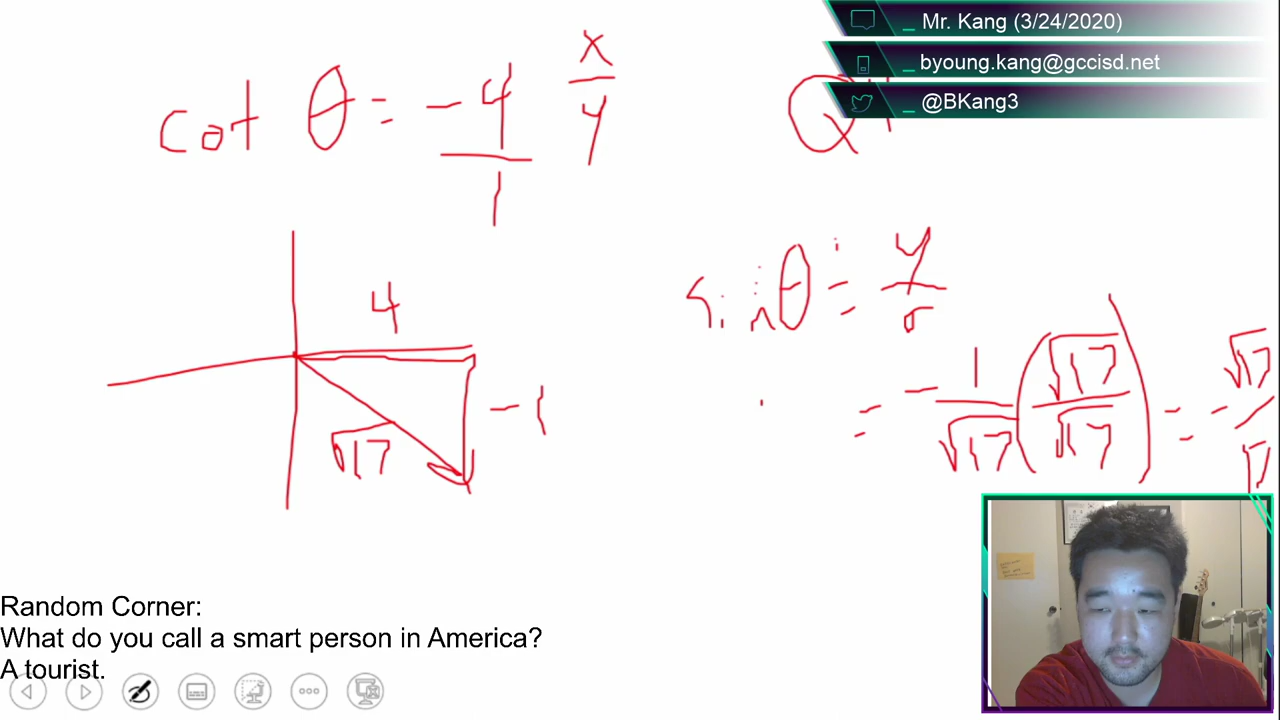 Mr. Kang (3/24/2020)
byoung.kang@gccisd.net
@BKang3
cot θ = -4/1 x/y
sin θ = y/r
4
-1
√17
= -1/√17 (√17/√17) = -√17/
Random Corner:
What do you call a smart person in America?
A tourist.